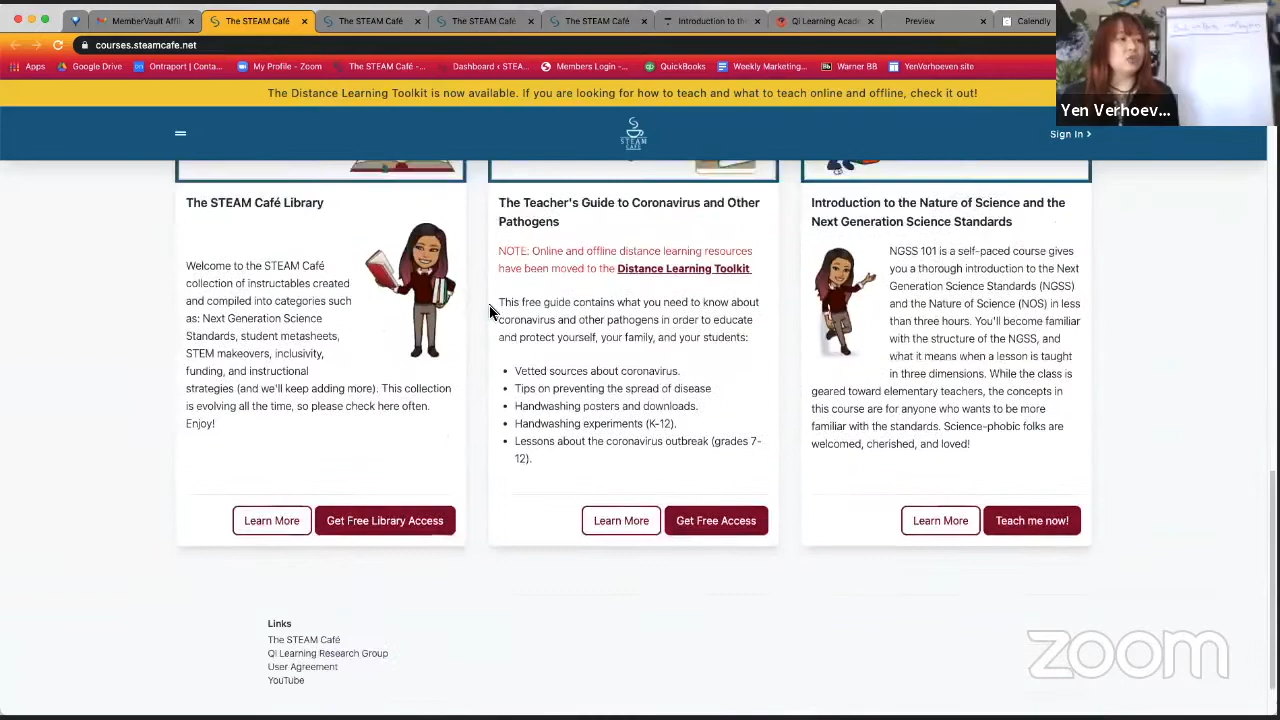 MemberVault Affili
The STEAM Café
The STEAM Café
The STEAM Café
The STEAM Café
Introduction to the
Qi Learning Acade
Preview
Calendly
courses.steamcafe.net
Apps
Google Drive
Ontraport | Conta...
My Profile - Zoom
The STEAM Café -...
Dashboard < STEA...
Members Login -...
QuickBooks
Weekly Marketing...
Warner BB
YenVerhoeven site
Yen Verhoev...
The Distance Learning Toolkit is now available. If you are looking for how to teach and what to teach online and offline, check it out!
STEAM
CAFE
Sign In
The STEAM Café Library
Welcome to the STEAM Café
collection of instructables created
and compiled into categories such
as: Next Generation Science
Standards, student metasheets,
STEM makeovers, inclusivity,
funding, and instructional
strategies (and we'll keep adding more). This collection
is evolving all the time, so please check here often.
Enjoy!
Learn More
Get Free Library Access
The Teacher's Guide to Coronavirus and Other
Pathogens
NOTE: Online and offline distance learning resources
have been moved to the Distance Learning Toolkit.
This free guide contains what you need to know about
coronavirus and other pathogens in order to educate
and protect yourself, your family, and your students:
• Vetted sources about coronavirus.
• Tips on preventing the spread of disease
• Handwashing posters and downloads.
• Handwashing experiments (K-12).
• Lessons about the coronavirus outbreak (grades 7-
12).
Learn More
Get Free Access
Introduction to the Nature of Science and the
Next Generation Science Standards
NGSS 101 is a self-paced course gives
you a thorough introduction to the Next
Generation Science Standards (NGSS)
and the Nature of Science (NOS) in less
than three hours. You'll become familiar
with the structure of the NGSS, and
what it means when a lesson is taught
in three dimensions. While the class is
geared toward elementary teachers, the concepts in
this course are for anyone who wants to be more
familiar with the standards. Science-phobic folks are
welcomed, cherished, and loved!
Learn More
Teach me now!
Links
The STEAM Café
Qi Learning Research Group
User Agreement
YouTube
zoom